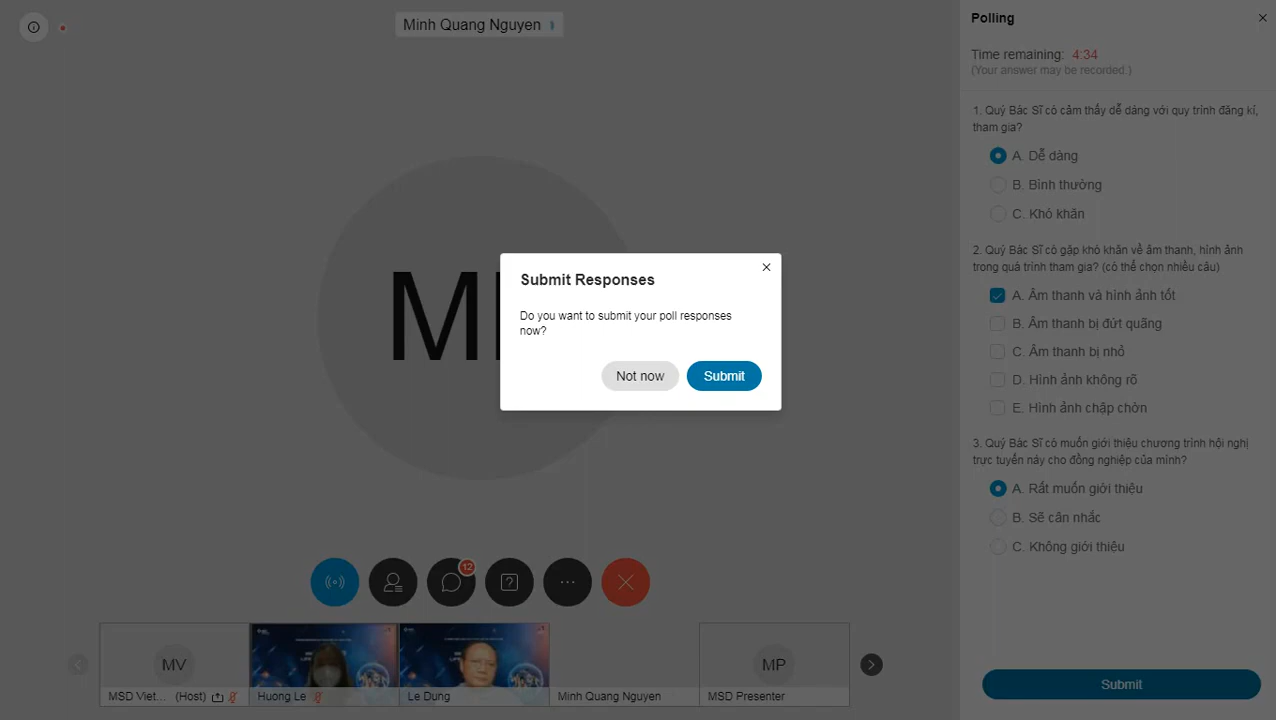 Minh Quang Nguyen
Polling
Time remaining: 4:34
(Your answer may be recorded.)
1. Quý Bác Sĩ có cảm thấy dễ dàng với quy trình đăng kí,
tham gia?
A. Dễ dàng
B. Bình thường
C. Khó khăn
2. Quý Bác Sĩ có gặp khó khăn về âm thanh, hình ảnh
trong quá trình tham gia? (có thể chọn nhiều câu)
A. Âm thanh và hình ảnh tốt
B. Âm thanh bị đứt quãng
C. Âm thanh bị nhỏ
D. Hình ảnh không rõ
E. Hình ảnh chập chờn
3. Quý Bác Sĩ có muốn giới thiệu chương trình hội nghị
trực tuyến này cho đồng nghiệp của mình?
A. Rất muốn giới thiệu
B. Sẽ cân nhắc
C. Không giới thiệu
Submit
Submit Responses
Do you want to submit your poll responses
now?
Not now
Submit
12
MV
MSD Viet... (Host)
Huong Le
Le Dung
Minh Quang Nguyen
MP
MSD Presenter